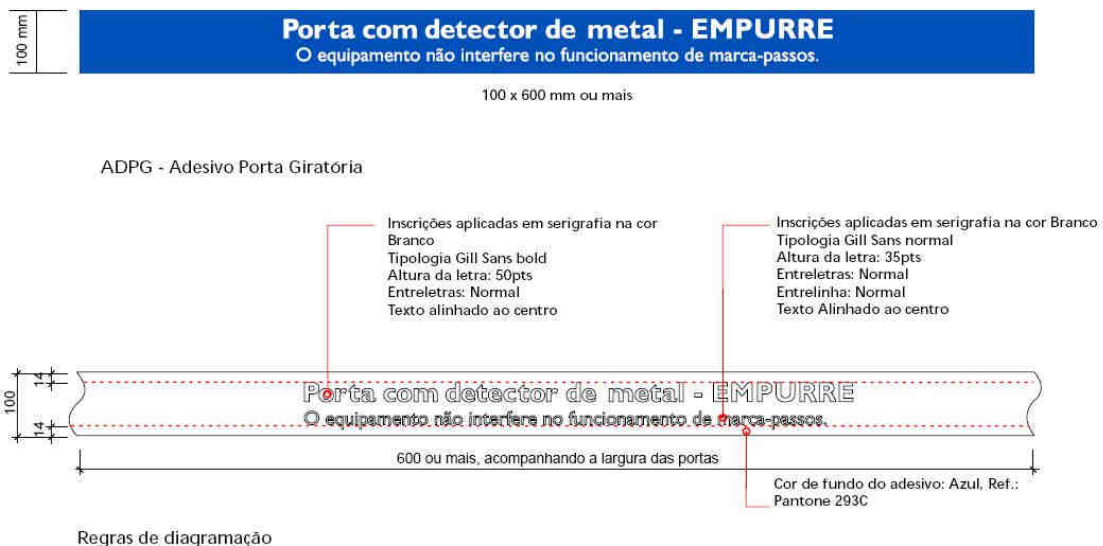 100 mm
Porta com detector de metal - EMPURRE
O equipamento não interfere no funcionamento de marca-passos.
100 x 600 mm ou mais
ADPG - Adesivo Porta Giratória
Inscrições aplicadas em serigrafia na cor
Branco
Tipologia Gill Sans bold
Altura da letra: 50pts
Entreletras: Normal
Texto alinhado ao centro
Inscrições aplicadas em serigrafia na cor Branco
Tipologia Gill Sans normal
Altura da letra: 35pts
Entreletras: Normal
Entrelinha: Normal
Texto Alinhado ao centro
100
14
14
Porta com detector de metal - EMPURRE
O equipamento não interfere no funcionamento de marca-passos.
600 ou mais, acompanhando a largura das portas
Cor de fundo do adesivo: Azul, Ref.:
Pantone 293C
Regras de diagramação